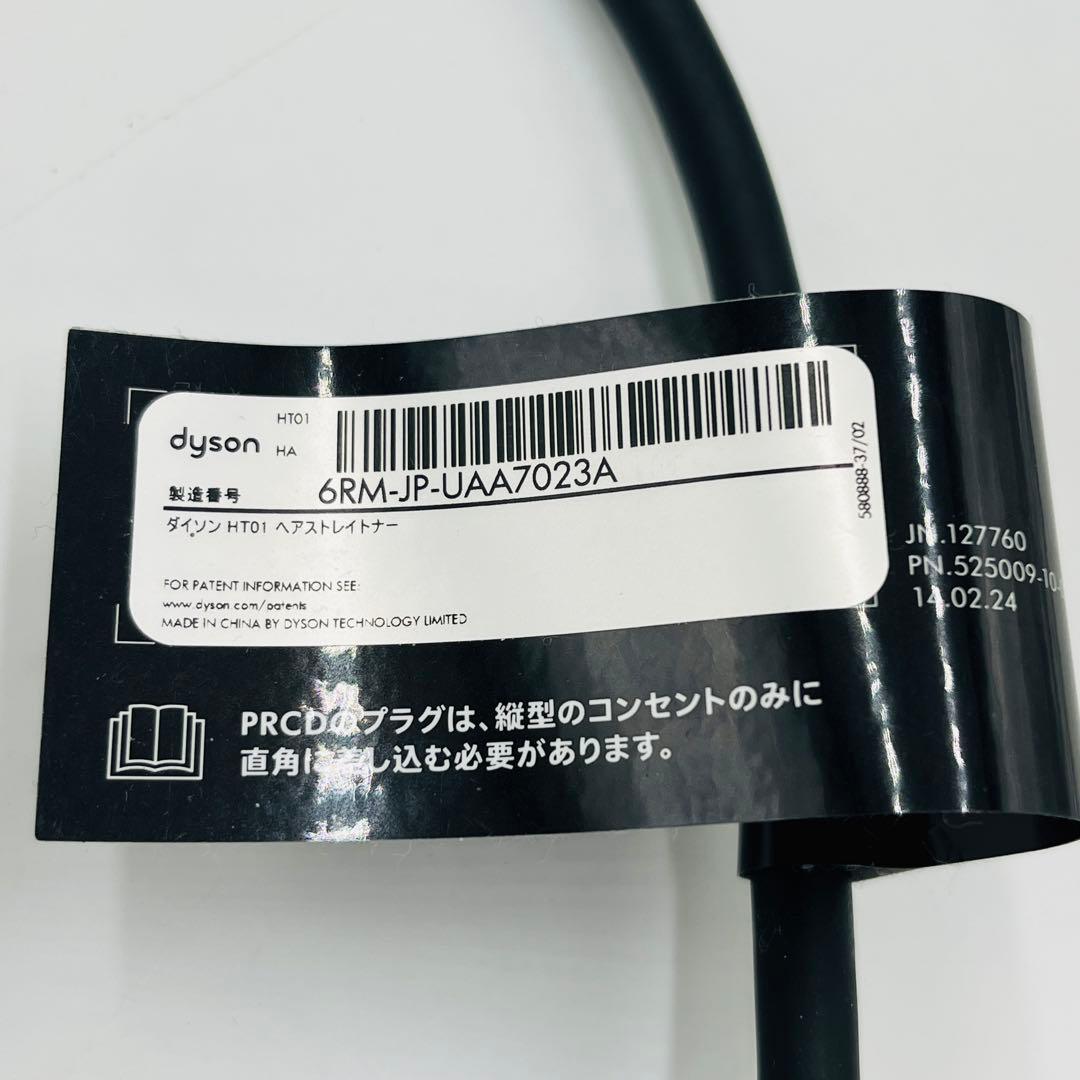 dyson
HT01
HA
製造番号 6RM-JP-UAA7023A
ダイソン HT01 ヘアストレイトナー
FOR PATENT INFORMATION SEE:
www.dyson.com/patents
MADE IN CHINA BY DYSON TECHNOLOGY LIMITED
580888-37/02
JN.127760
PN.525009-10-
14.02.24
PRCDのプラグは、縦型のコンセントのみに
直角に差し込む必要があります。